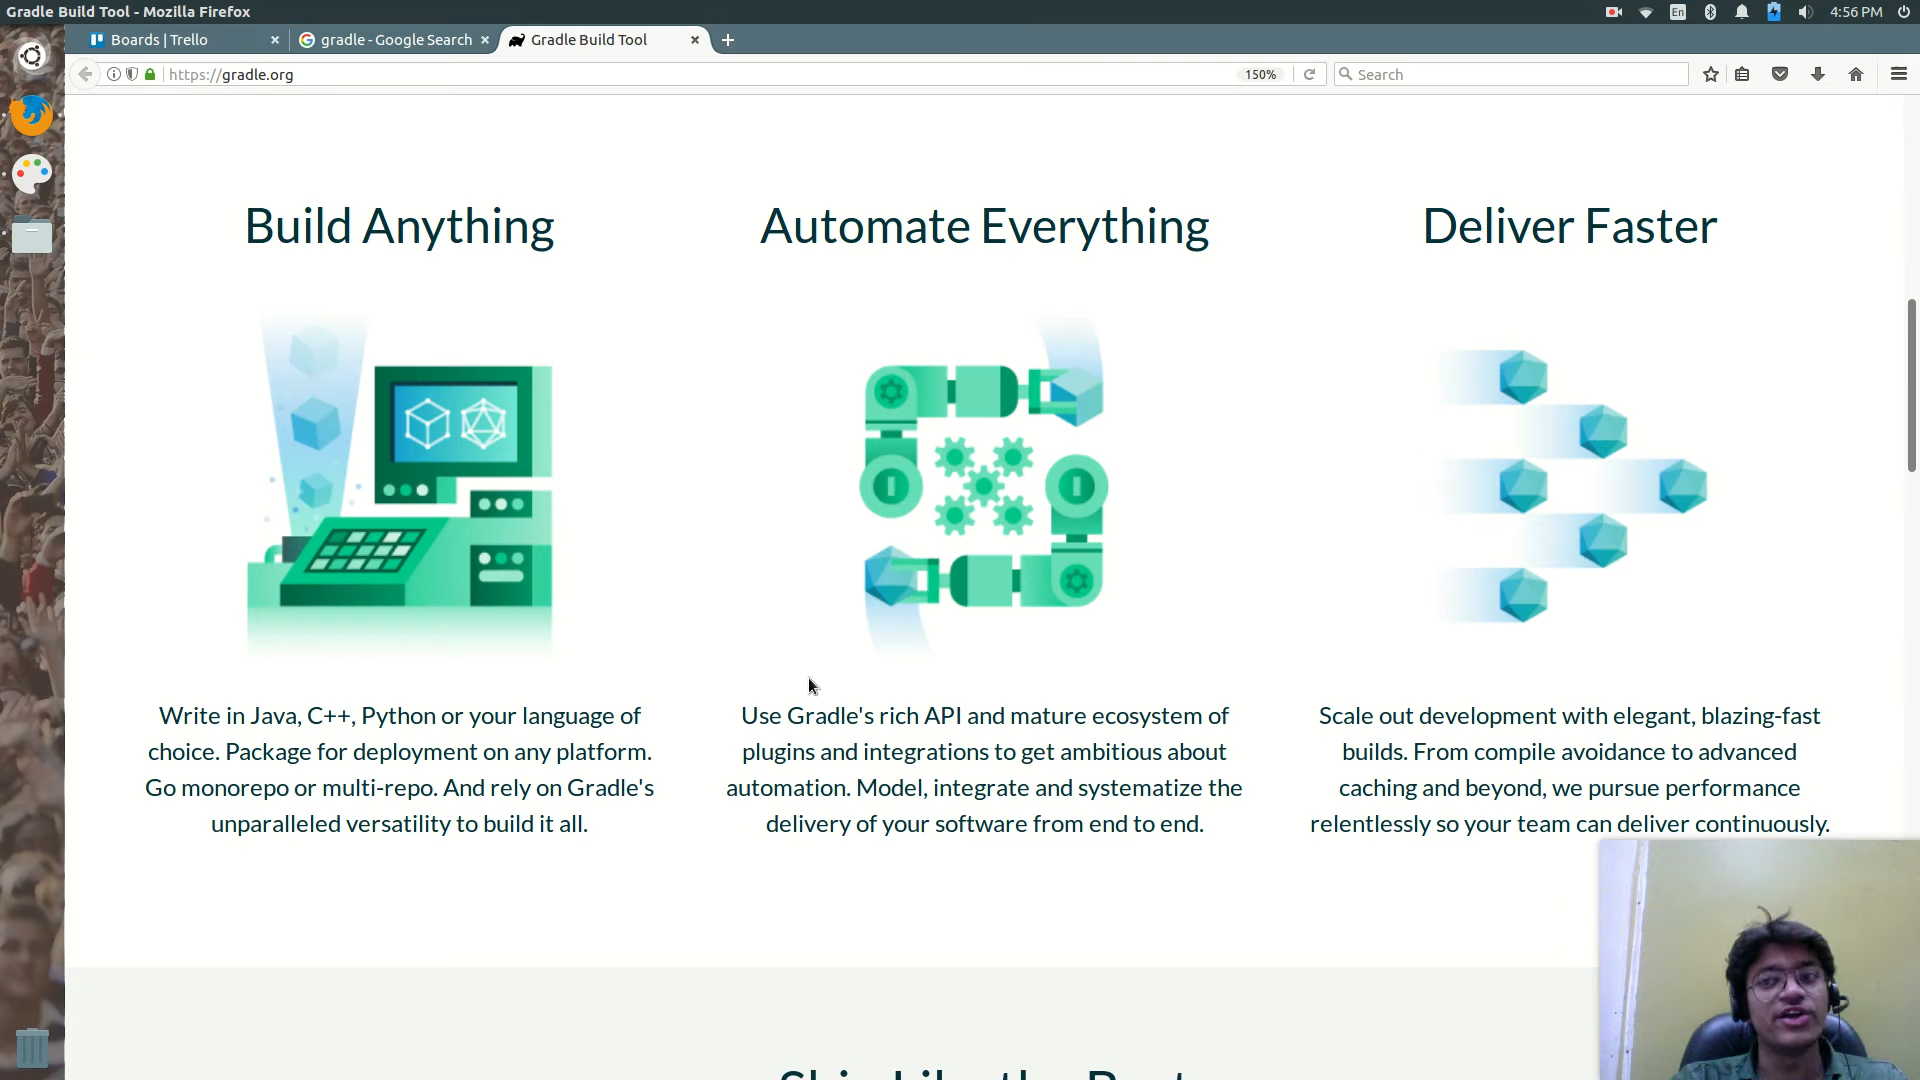 Gradle Build Tool - Mozilla Firefox
En
4:56 PM
Boards | Trello
gradle - Google Search
Gradle Build Tool
https://gradle.org
150%
Search
Build Anything
Automate Everything
Deliver Faster
Write in Java, C++, Python or your language of
choice. Package for deployment on any platform.
Go monorepo or multi-repo. And rely on Gradle's
unparalleled versatility to build it all.
Use Gradle's rich API and mature ecosystem of
plugins and integrations to get ambitious about
automation. Model, integrate and systematize the
delivery of your software from end to end.
Scale out development with elegant, blazing-fast
builds. From compile avoidance to advanced
caching and beyond, we pursue performance
relentlessly so your team can deliver continuously.